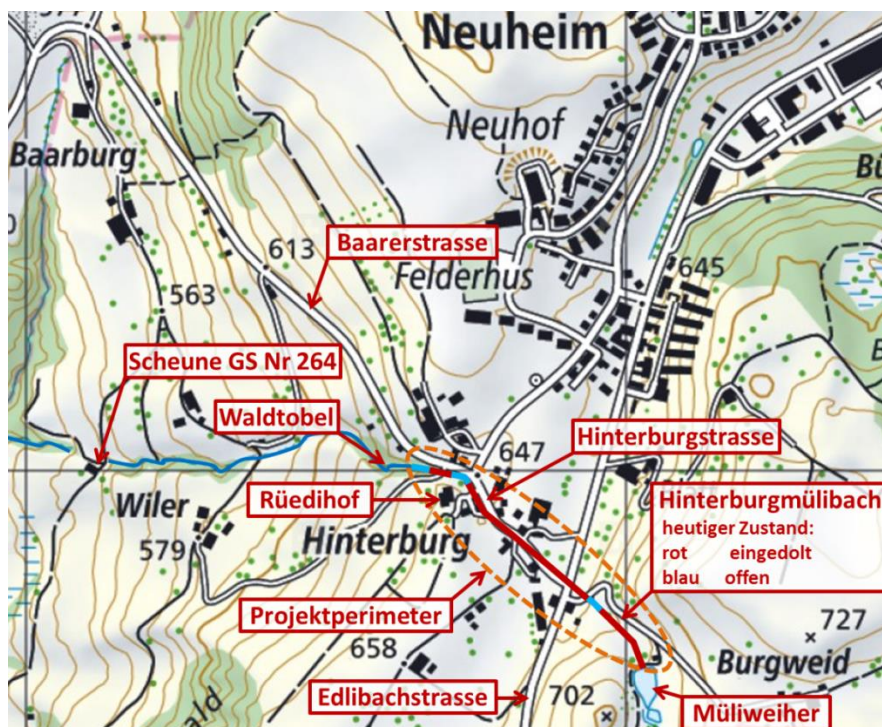 577
Neuheim
Neuhof
Baarburg
Baarerstrasse
613
Felderhus
645
563
Scheune GS Nr 264
Waldtobel
647
Hinterburgstrasse
Rüedihof
Hinterburgmülibach
heutiger Zustand:
rot eingedolt
blau offen
Wiler
579
Hinterburg
Projektperimeter
727
658
Burgweid
Edlibachstrasse
702
Müliweiher